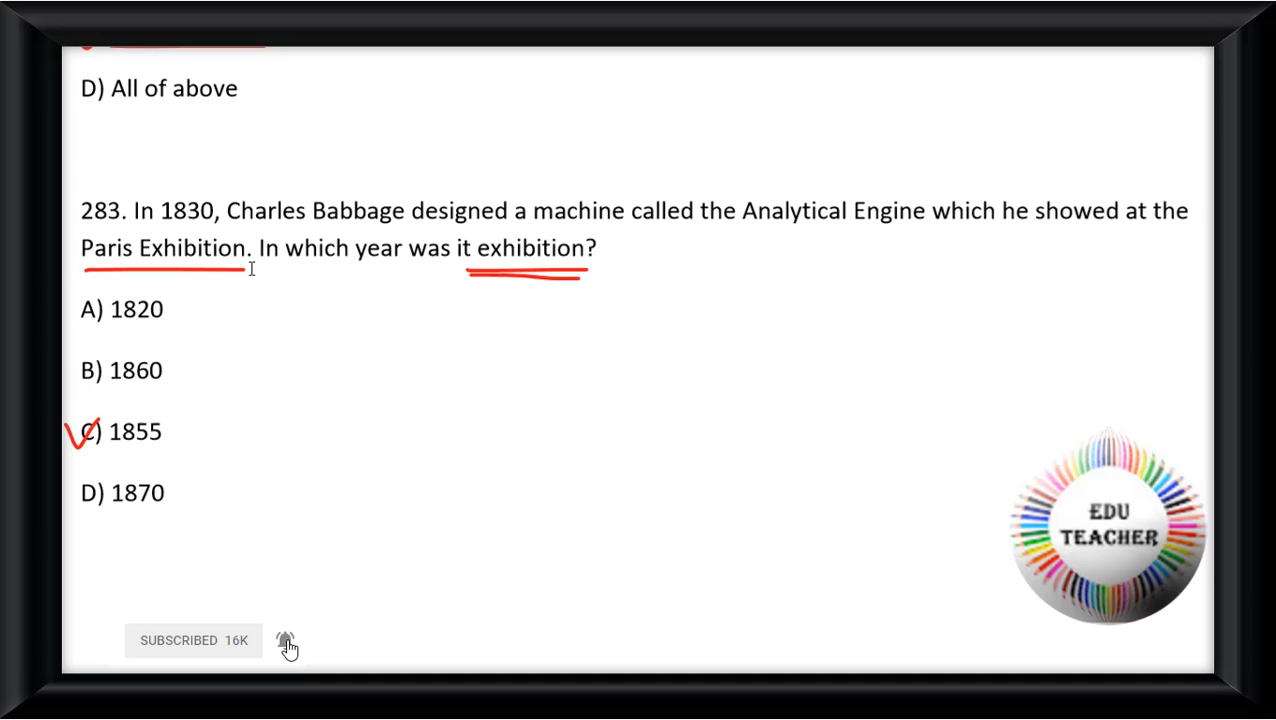 D) All of above
283. In 1830, Charles Babbage designed a machine called the Analytical Engine which he showed at the
Paris Exhibition. In which year was it exhibition?
A) 1820
B) 1860
C) 1855
D) 1870
EDU
TEACHER
SUBSCRIBED 16K